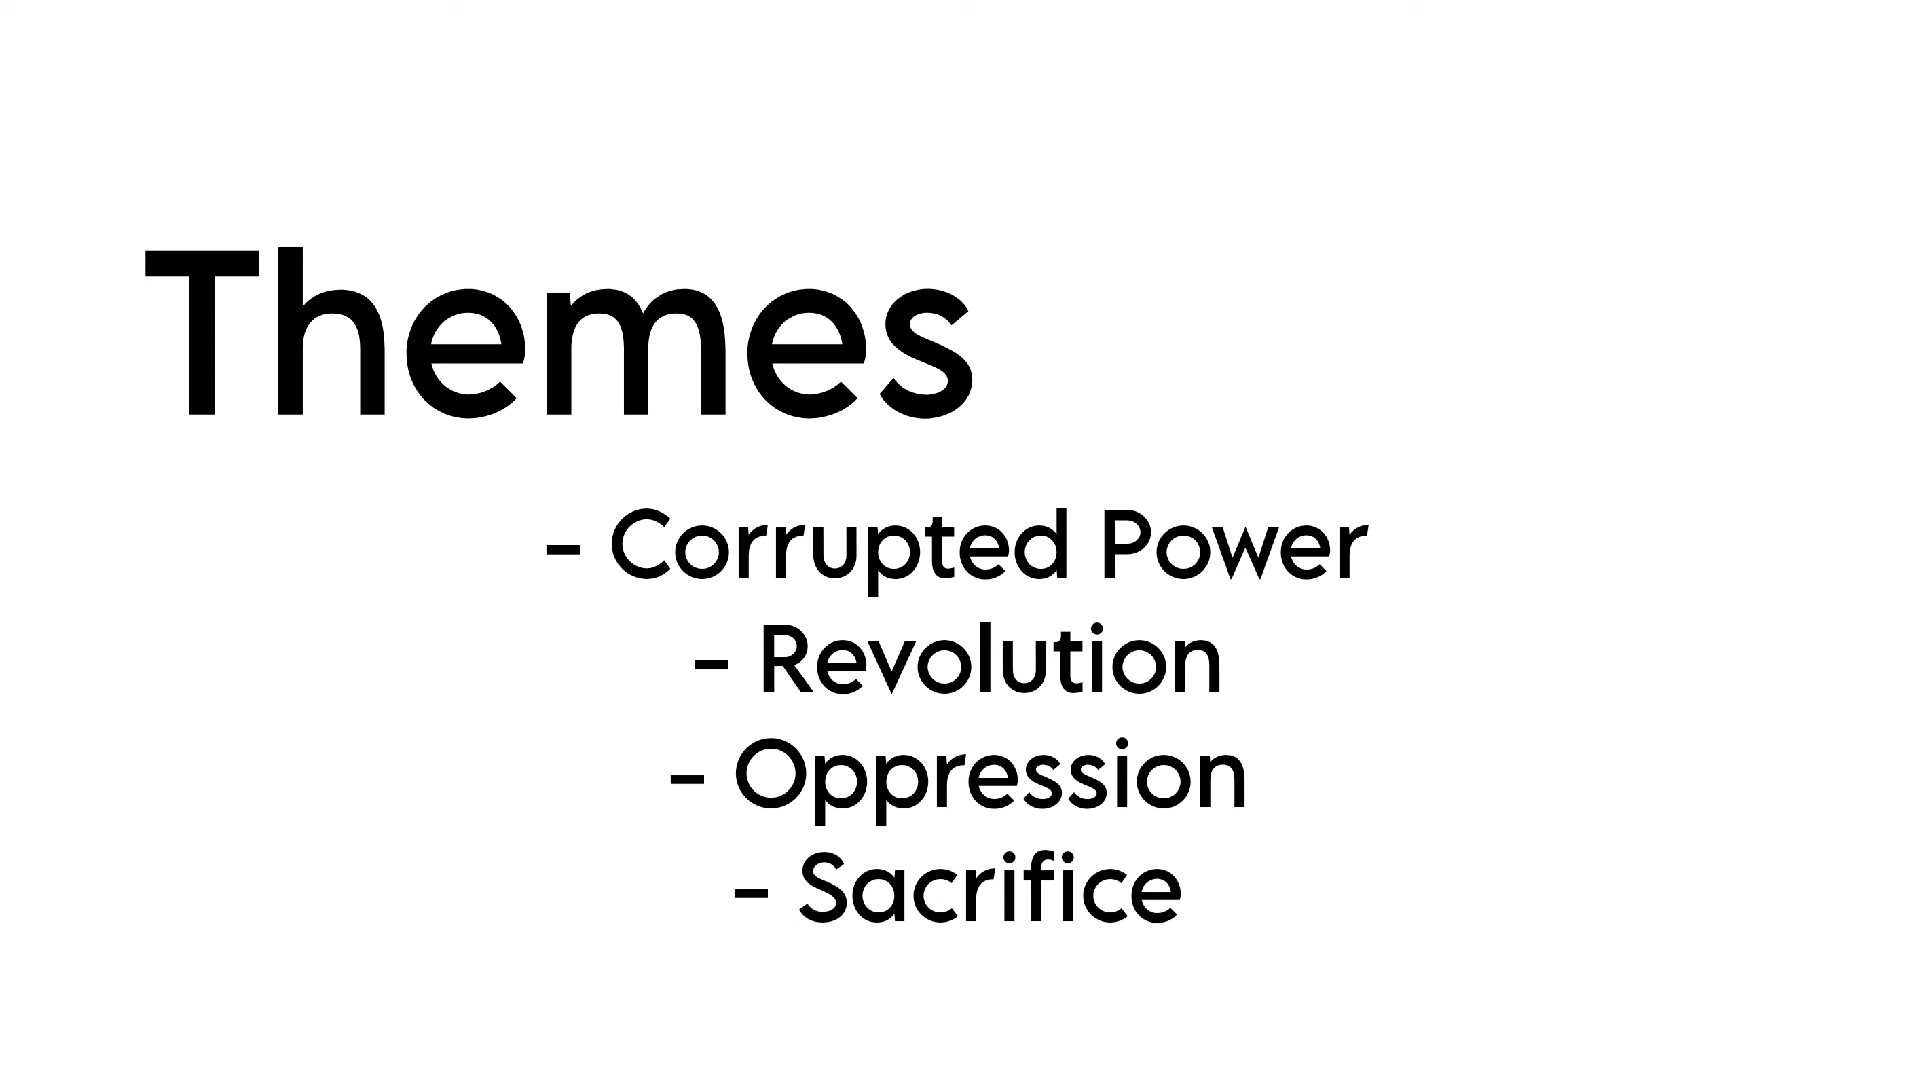 Themes
- Corrupted Power
- Revolution
- Oppression
- Sacrifice